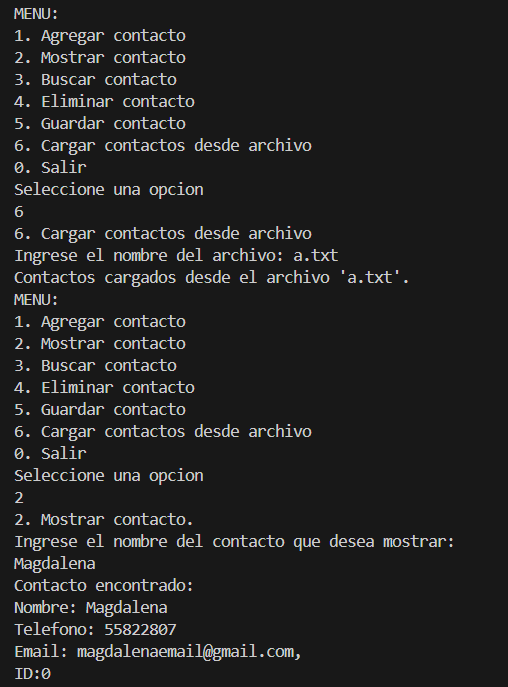 MENU:
1. Agregar contacto
2. Mostrar contacto
3. Buscar contacto
4. Eliminar contacto
5. Guardar contacto
6. Cargar contactos desde archivo
0. Salir
Seleccione una opcion
6
6. Cargar contactos desde archivo
Ingrese el nombre del archivo: a.txt
Contactos cargados desde el archivo 'a.txt'.
MENU:
1. Agregar contacto
2. Mostrar contacto
3. Buscar contacto
4. Eliminar contacto
5. Guardar contacto
6. Cargar contactos desde archivo
0. Salir
Seleccione una opcion
2
2. Mostrar contacto.
Ingrese el nombre del contacto que desea mostrar:
Magdalena
Contacto encontrado:
Nombre: Magdalena
Telefono: 55822807
Email: magdalenaemail@gmail.com,
ID:0